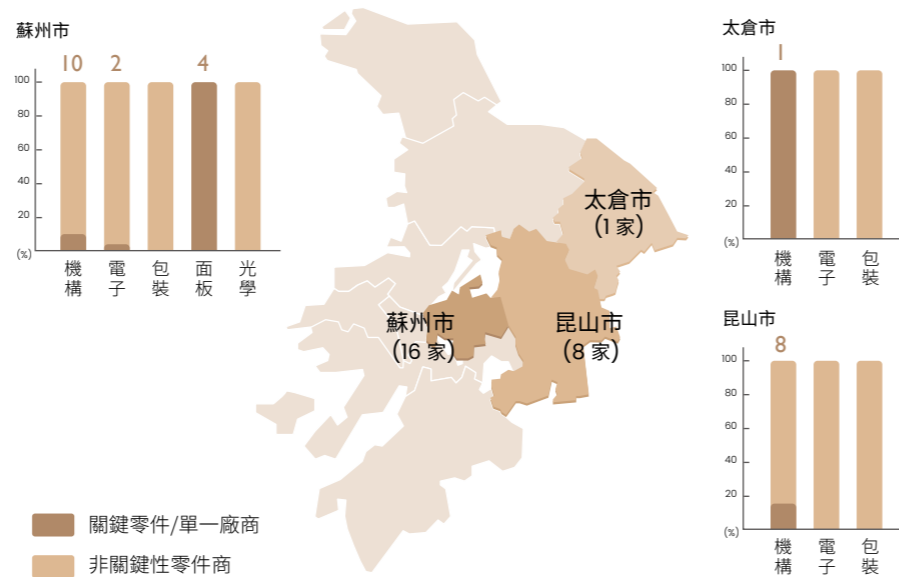 蘇州市
10 2 4
100
80
60
40
20
(%)
機構 電子 包裝 面板 光學
太倉市
1
100
80
60
40
20
(%)
機構 電子 包裝
太倉市
(1 家)
蘇州市
(16 家)
昆山市
(8 家)
昆山市
8
100
80
60
40
20
(%)
機構 電子 包裝
關鍵零件/單一廠商
非關鍵性零件商